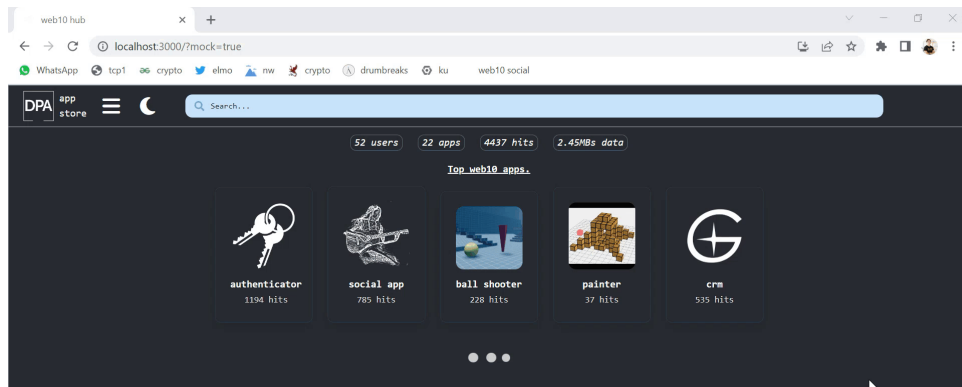 web10 hub
localhost:3000/?mock=true
WhatsApp tcp1 crypto elmo nw crypto drumbreaks ku web10 social
DPA app store
Search...
52 users 22 apps 4437 hits 2.45MBs data
Top web10 apps.
authenticator social app ball shooter painter crm
1194 hits 785 hits 228 hits 37 hits 535 hits